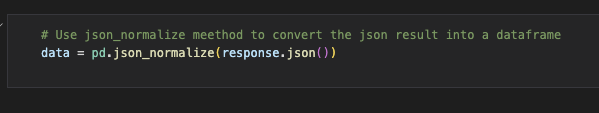 # Use json_normalize meethod to convert the json result into a dataframe
data = pd.json_normalize(response.json())